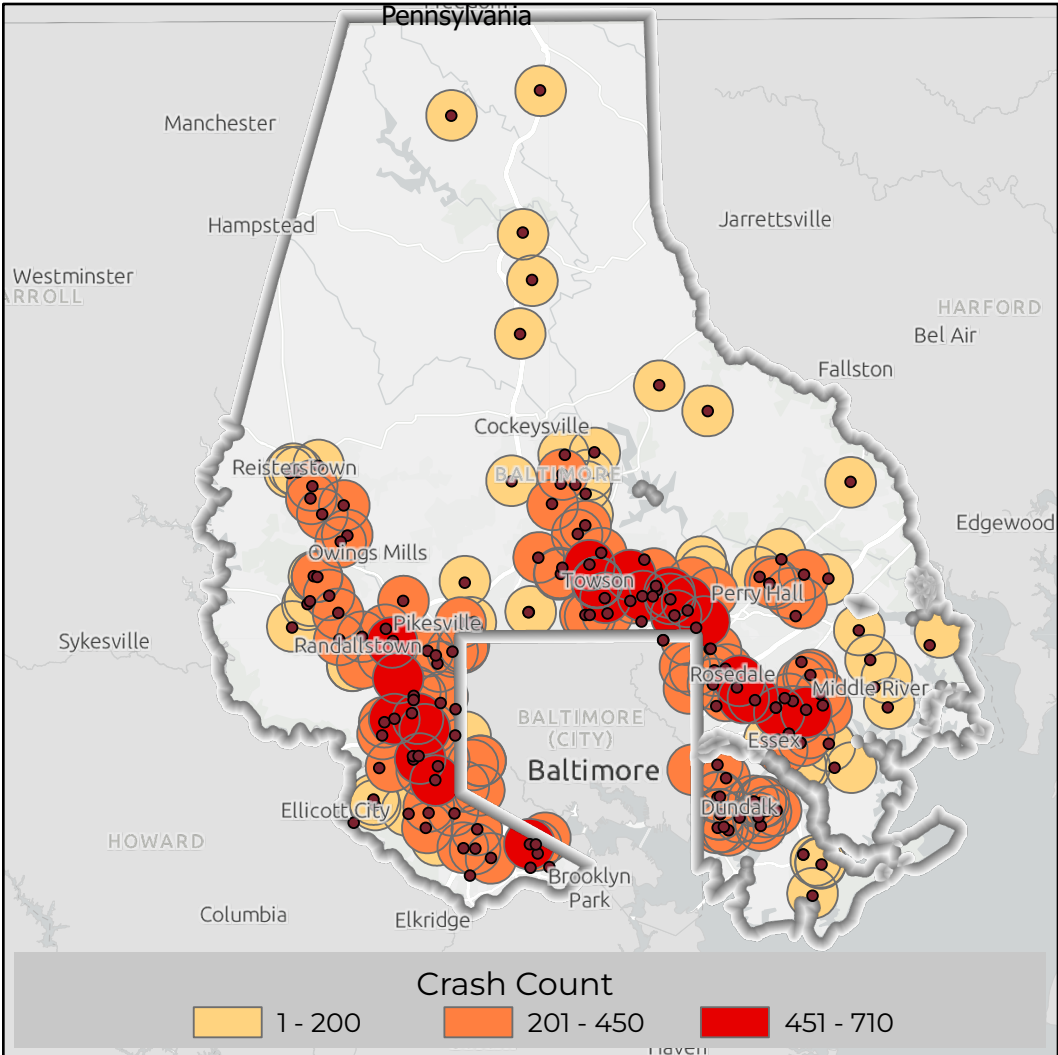 Pennsylvania
Manchester
Hampstead
Jarrettsville
Westminster
HARFORD
Bel Air
Fallston
Cockeysville
Reisterstown
BALTIMORE
Edgewood
Owings Mills
Towson
Perry Hall
Pikesville
Sykesville
Randallstown
Rosedale
Middle River
BALTIMORE
(CITY)
Essex
Baltimore
Ellicott City
Dundalk
HOWARD
Brooklyn
Park
Columbia
Elkridge
Crash Count
1 - 200
201 - 450
451 - 710